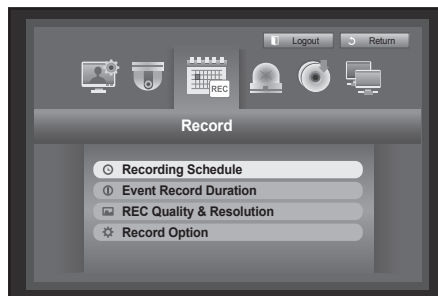 Logout
Return
REC
Record
Recording Schedule
Event Record Duration
REC Quality & Resolution
Record Option